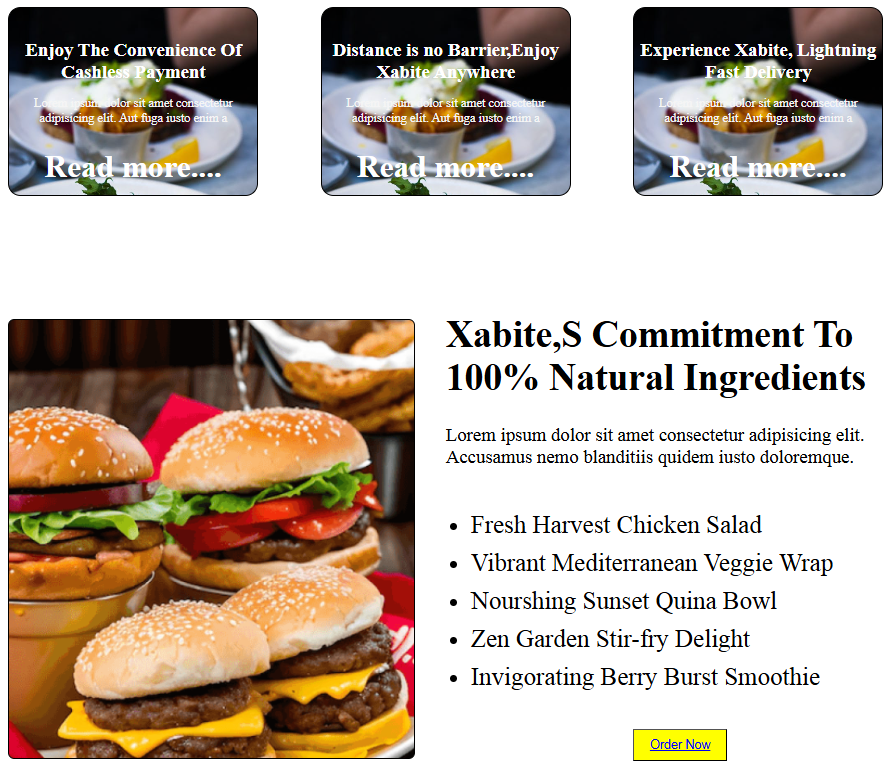 Enjoy The Convenience Of
Cashless Payment
Lorem ipsum dolor sit amet consectetur
adipisicing elit. Aut fuga iusto enim a
Read more....
Distance is no Barrier,Enjoy
Xabite Anywhere
Lorem ipsum dolor sit amet consectetur
adipisicing elit. Aut fuga iusto enim a
Read more....
Experience Xabite, Lightning
Fast Delivery
Lorem ipsum dolor sit amet consectetur
adipisicing elit. Aut fuga iusto enim a
Read more....
Xabite,S Commitment To
100% Natural Ingredients
Lorem ipsum dolor sit amet consectetur adipisicing elit.
Accusamus nemo blanditiis quidem iusto doloremque.
• Fresh Harvest Chicken Salad
• Vibrant Mediterranean Veggie Wrap
• Nourshing Sunset Quina Bowl
• Zen Garden Stir-fry Delight
• Invigorating Berry Burst Smoothie
Order Now